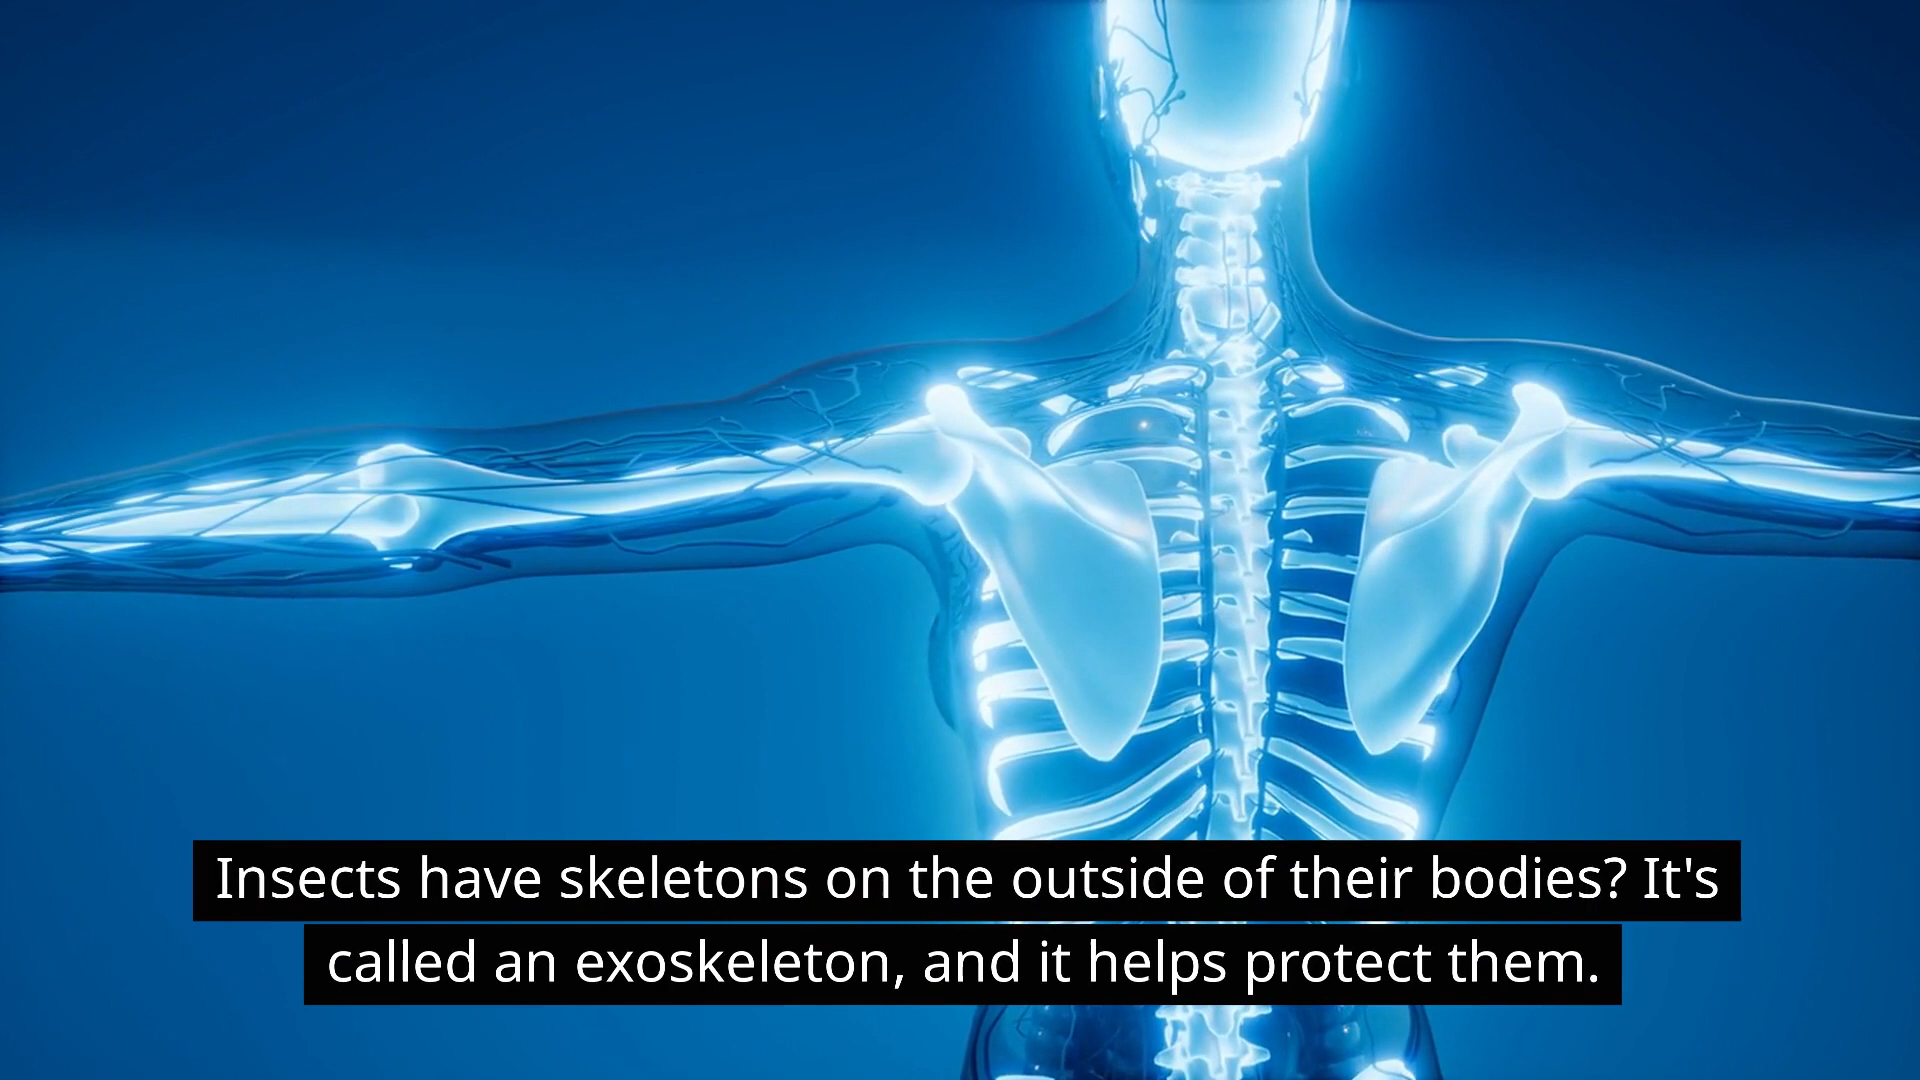 Insects have skeletons on the outside of their bodies? It's
called an exoskeleton, and it helps protect them.